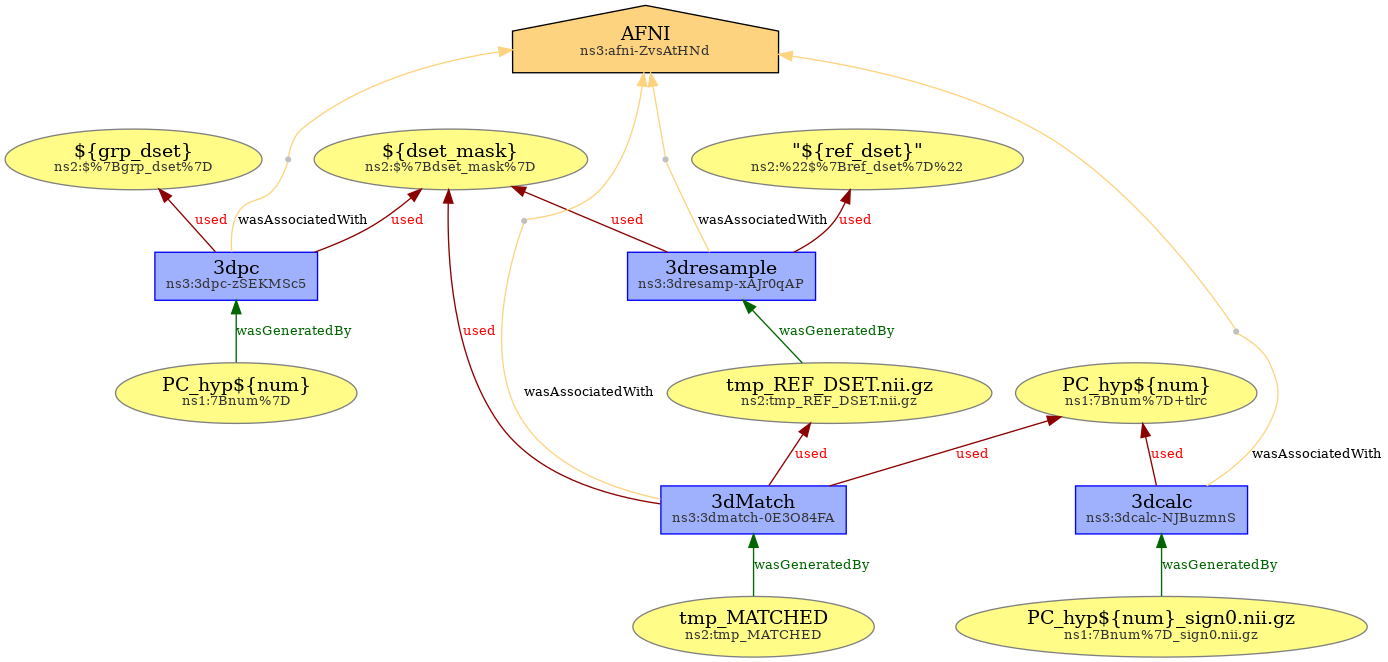 AFNI
ns3:afni-ZvsAtHNd
${grp_dset}
ns2:$%7Bgrp_dset%7D
${dset_mask}
ns2:$%7Bdset_mask%7D
"${ref_dset}"
ns2:%22$%7Bref_dset%7D%22
used
wasAssociatedWith
used
used
wasAssociatedWith
used
3dpc
ns3:3dpc-zSEKMSc5
3dresample
ns3:3dresamp-xAJr0qAP
wasGeneratedBy
used
wasGeneratedBy
PC_hyp${num}
ns1:7Bnum%7D
wasAssociatedWith
tmp_REF_DSET.nii.gz
ns2:tmp_REF_DSET.nii.gz
PC_hyp${num}
ns1:7Bnum%7D+tlrc
used
used
used
wasAssociatedWith
3dMatch
ns3:3dmatch-0E3O84FA
3dcalc
ns3:3dcalc-NJBuzmnS
wasGeneratedBy
wasGeneratedBy
tmp_MATCHED
ns2:tmp_MATCHED
PC_hyp${num}_sign0.nii.gz
ns1:7Bnum%7D_sign0.nii.gz